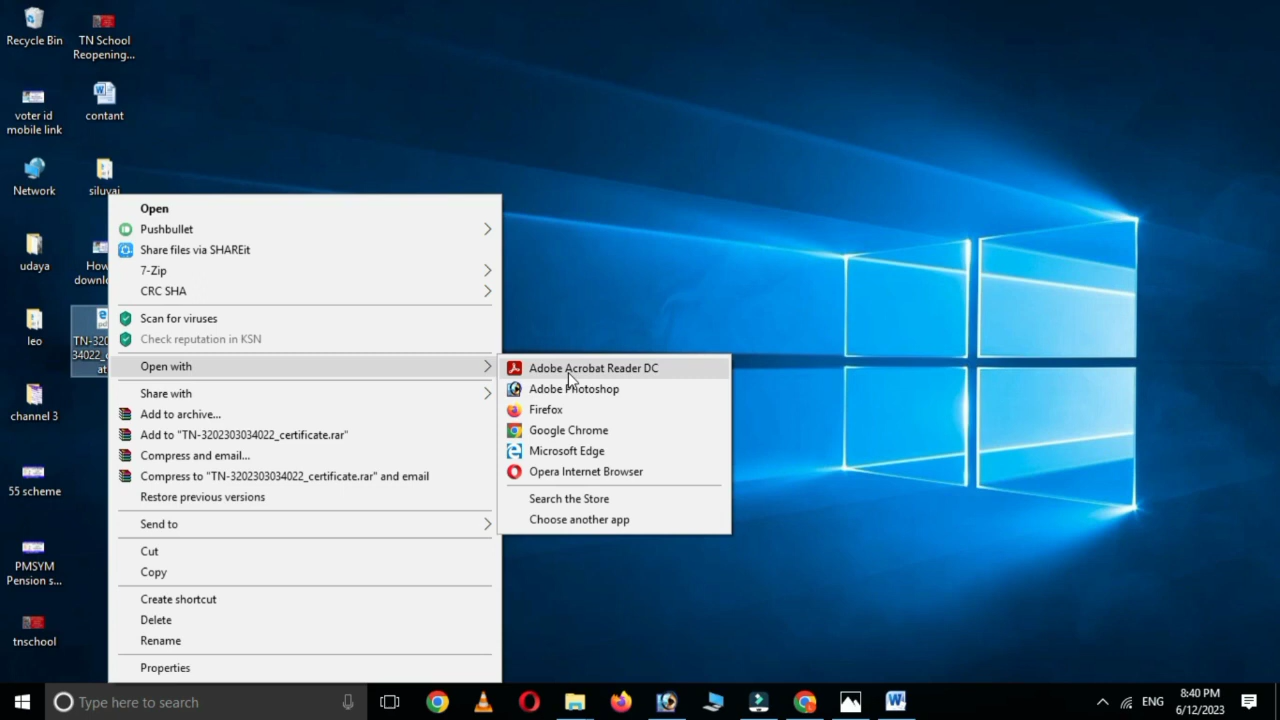 Recycle Bin
TN School
Reopening...
voter id
mobile link
contant
Network
siluvai
udaya
How
downlo
leo
TN-320
34022_c
at
channel 3
55 scheme
PMSYM
Pension s...
tnschool
Open
Pushbullet
Share files via SHAREit
7-Zip
CRC SHA
Scan for viruses
Check reputation in KSN
Open with
Share with
Add to archive...
Add to "TN-3202303034022_certificate.rar"
Compress and email...
Compress to "TN-3202303034022_certificate.rar" and email
Restore previous versions
Send to
Cut
Copy
Create shortcut
Delete
Rename
Properties
Adobe Acrobat Reader DC
Adobe Photoshop
Firefox
Google Chrome
Microsoft Edge
Opera Internet Browser
Search the Store
Choose another app
Type here to search
ENG
8:40 PM
6/12/2023